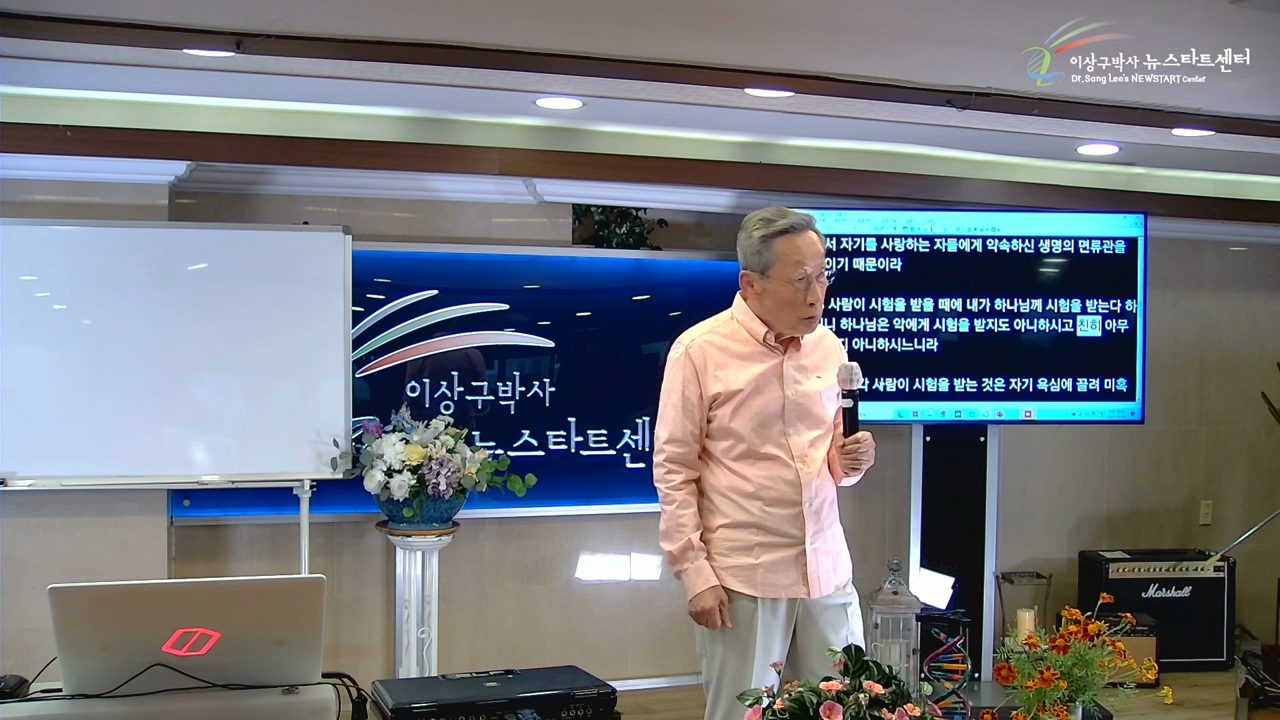 이상구박사 뉴스타트센터
Dr. Sang Lee's NEWSTART Center
서 자기를 사랑하는 자들에게 약속하신 생명의 면류관을
이기 때문이라
사람이 시험을 받을 때에 내가 하나님께 시험을 받는다 하
니 하나님은 악에게 시험을 받지도 아니하시고 친히 아무
지 아니하시느니라
각 사람이 시험을 받는 것은 자기 욕심에 끌려 미혹
이상구박사
뉴스타트센
Marshall